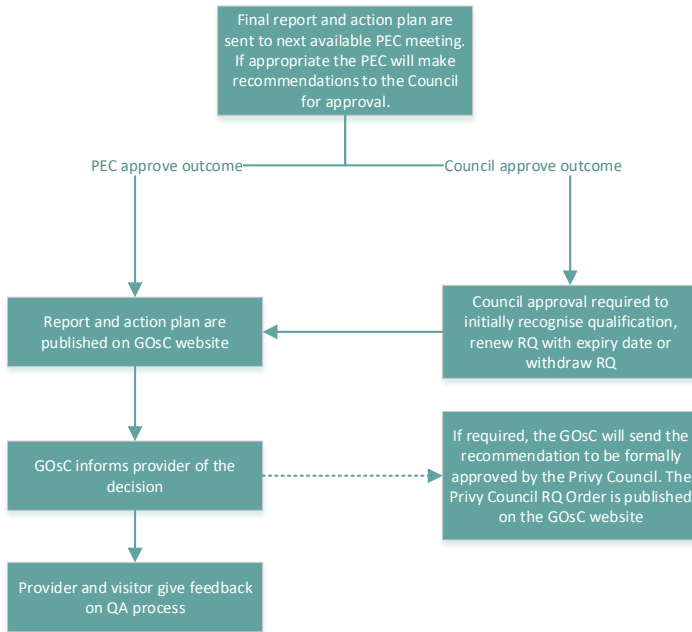 Final report and action plan are
sent to next available PEC meeting.
If appropriate the PEC will make
recommendations to the Council
for approval.
PEC approve outcome
Council approve outcome
Report and action plan are
published on GOsC website
Council approval required to
initially recognise qualification,
renew RQ with expiry date or
withdraw RQ
GOsC informs provider of the
decision
If required, the GOsC will send the
recommendation to be formally
approved by the Privy Council. The
Privy Council RQ Order is published
on the GOsC website
Provider and visitor give feedback
on QA process